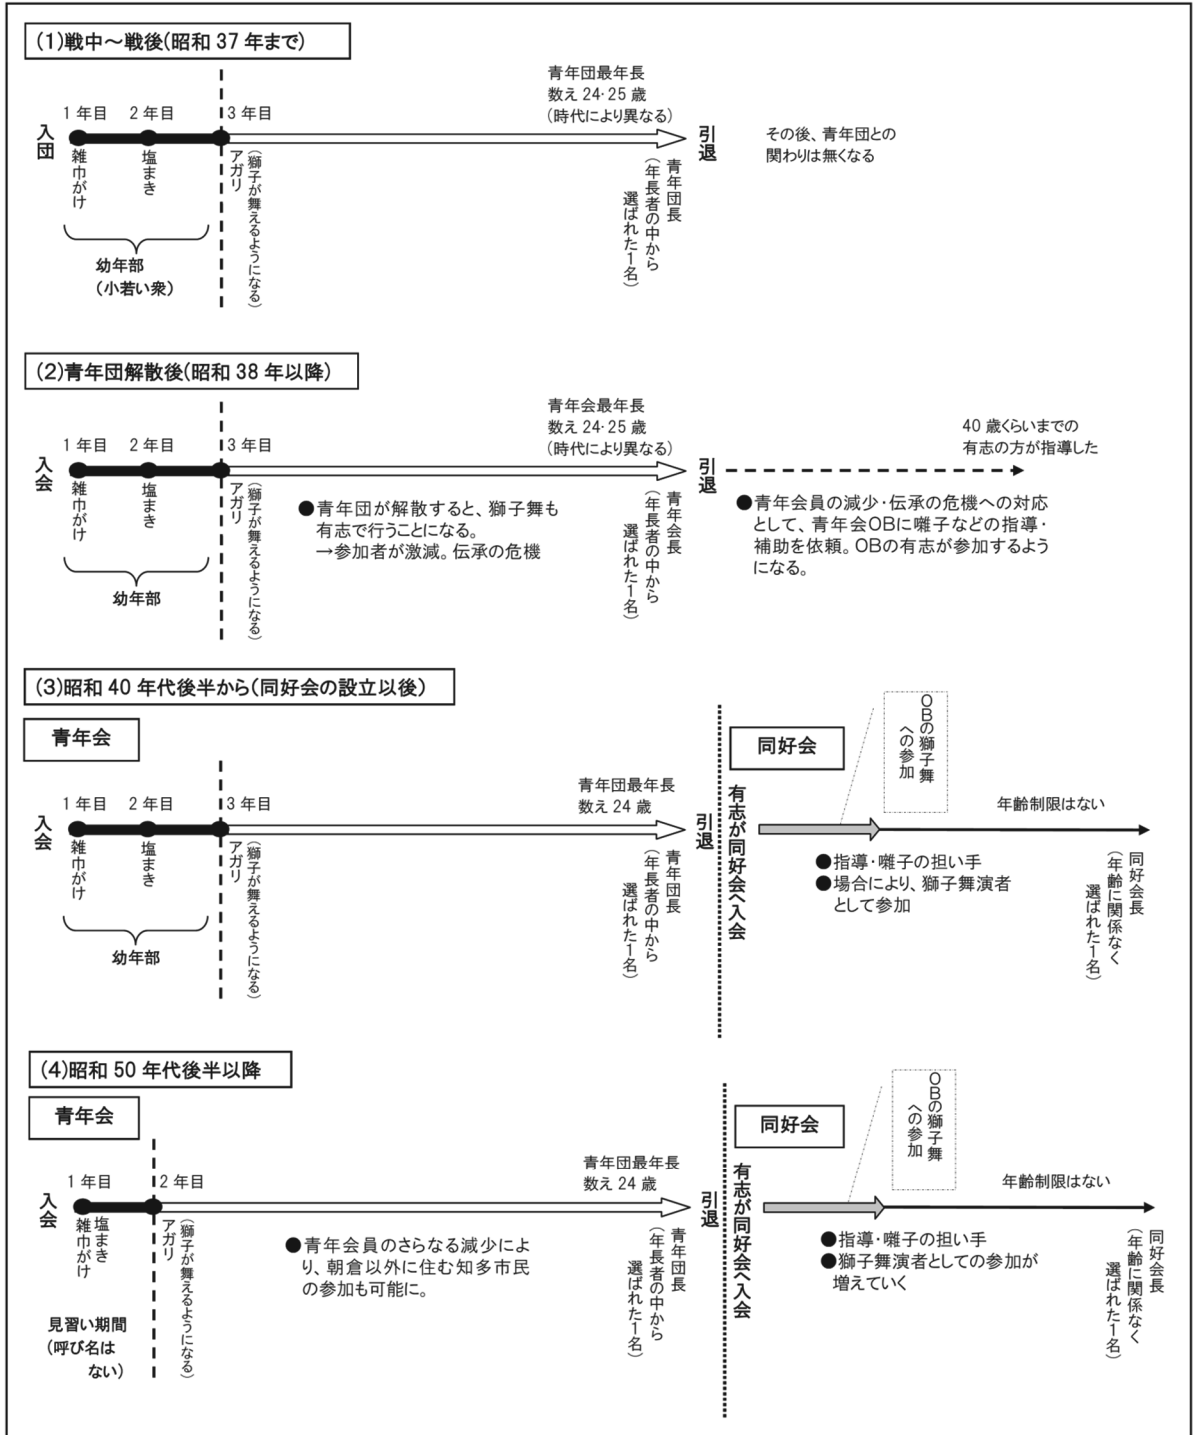 (1)戦中～戦後(昭和 37 年まで)
青年団最年長
数え 24・25 歳
(時代により異なる)
1 年目
2 年目
3 年目
入団
引退
その後、青年団との
関わりは無くなる
雑巾がけ
塩まき
アガリ
(獅子が舞えるようになる)
青年団長
(年長者の中から
選ばれた1名)
幼年部
(小若い衆)
(2)青年団解散後(昭和 38 年以降)
青年会最年長
数え 24・25 歳
(時代により異なる)
40 歳くらいまでの
有志の方が指導した
1 年目
2 年目
3 年目
入会
引退
雑巾がけ
塩まき
アガリ
(獅子が舞えるようになる)
●青年団が解散すると、獅子舞も
有志で行うことになる。
→参加者が激減。伝承の危機
青年会長
(年長者の中から
選ばれた1名)
●青年会員の減少・伝承の危機への対応
として、青年会OBに囃子などの指導・
補助を依頼。OBの有志が参加するよう
になる。
幼年部
(3)昭和 40 年代後半から(同好会の設立以後)
青年会
同好会
OBの獅子舞
への参加
青年団最年長
数え 24 歳
1 年目
2 年目
3 年目
入会
引退
有志が同好会へ入会
年齢制限はない
雑巾がけ
塩まき
アガリ
(獅子が舞えるようになる)
青年団長
(年長者の中から
選ばれた1名)
●指導・囃子の担い手
●場合により、獅子舞演者
として参加
同好会長
(年齢に関係なく
選ばれた1名)
幼年部
(4)昭和 50 年代後半以降
青年会
同好会
OBの獅子舞
への参加
青年団最年長
数え 24 歳
1 年目
2 年目
入会
引退
有志が同好会へ入会
年齢制限はない
塩まき
雑巾がけ
アガリ
(獅子が舞えるようになる)
●青年会員のさらなる減少によ
り、朝倉以外に住む知多市民
の参加も可能に。
青年団長
(年長者の中から
選ばれた1名)
●指導・囃子の担い手
●獅子舞演者としての参加が
増えていく
同好会長
(年齢に関係なく
選ばれた1名)
見習い期間
(呼び名は
ない)